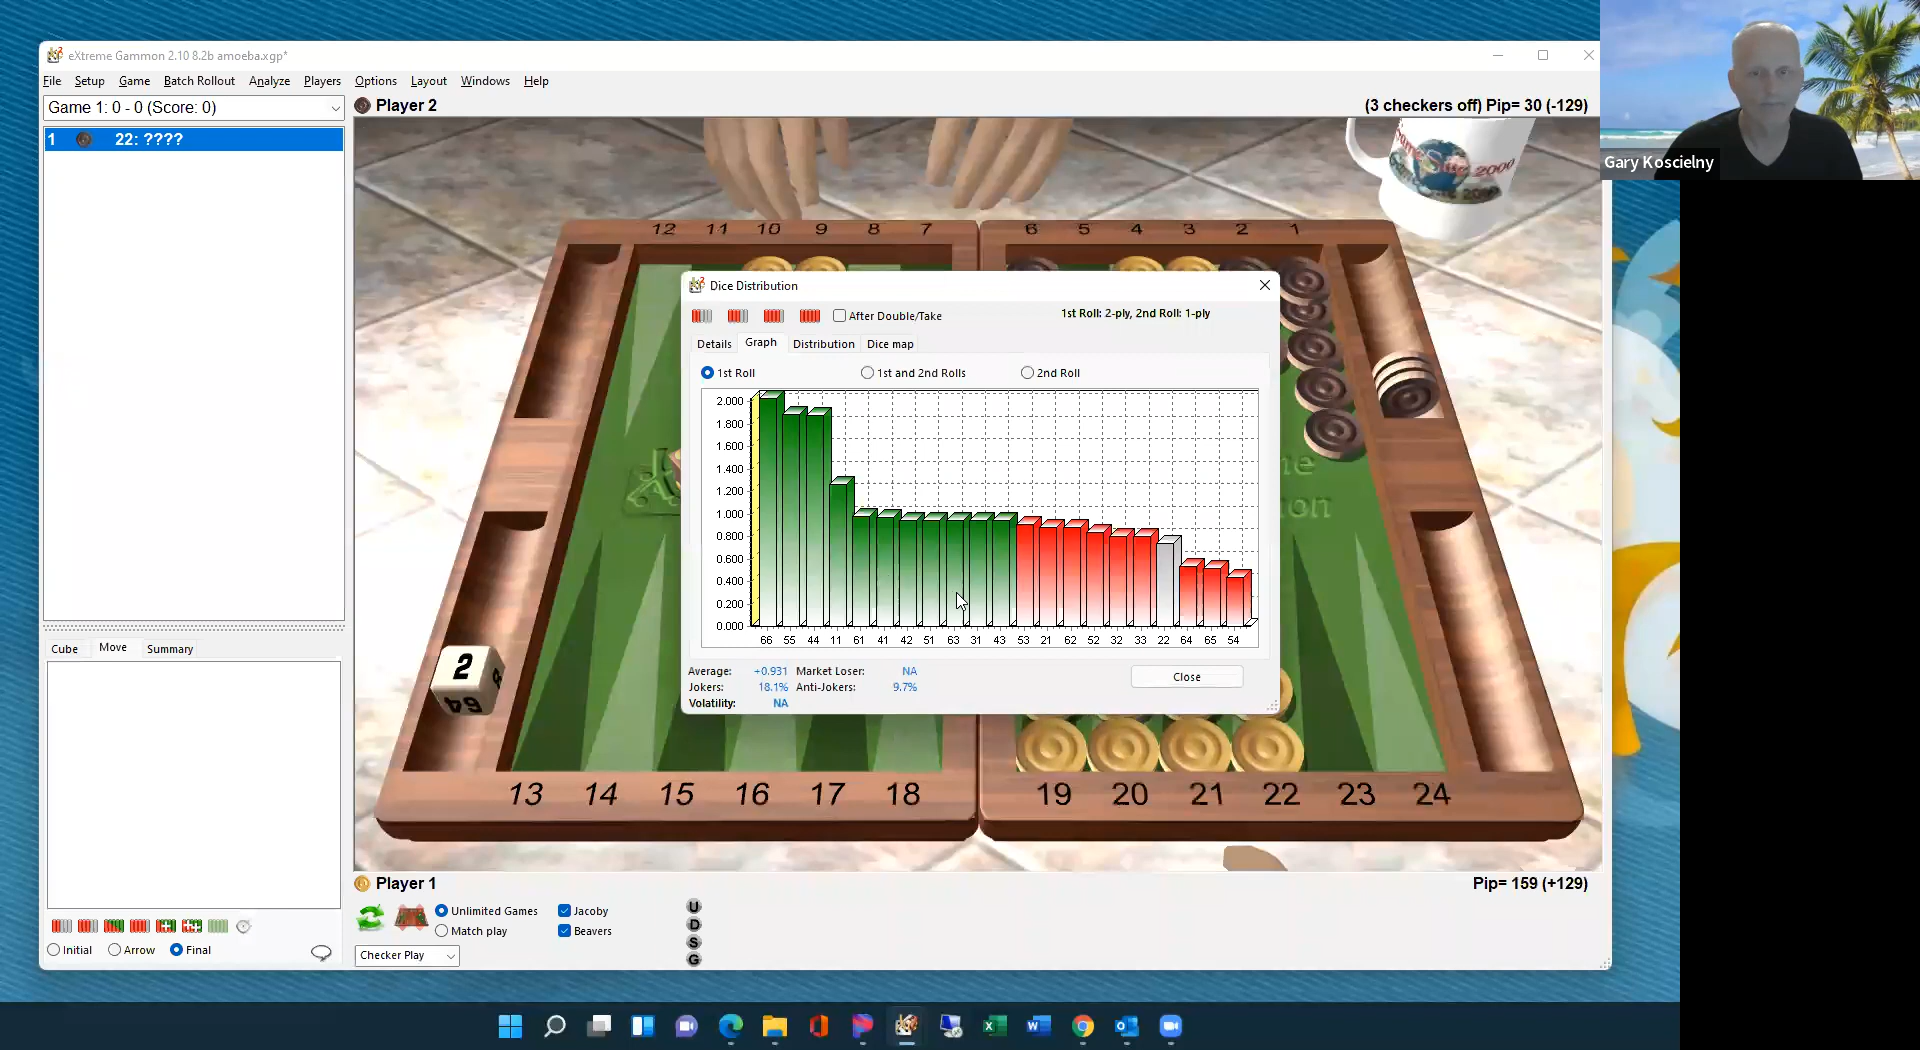 eXtreme Gammon 2.10 8.2b amoeba.xgp*
File Setup Game Batch Rollout Analyze Players Options Layout Windows Help
Game 1: 0 - 0 (Score: 0)
Player 2
(3 checkers off) Pip= 30 (-129)
1 22: ????
Gary Koscielny
12 11 10 9 8 7 6 5 4 3 2 1
Dice Distribution
After Double/Take
1st Roll: 2-ply, 2nd Roll: 1-ply
Details Graph Distribution Dice map
1st Roll 1st and 2nd Rolls 2nd Roll
2.000
1.800
1.600
1.400
1.200
1.000
0.800
0.600
0.400
0.200
0.000
66 55 44 11 61 41 42 51 63 31 43 53 21 62 52 32 33 22 64 65 54
Average: +0.931 Market Loser: NA
Jokers: 18.1% Anti-Jokers: 9.7%
Volatility: NA
Close
2
64
8
Cube Move Summary
13 14 15 16 17 18 19 20 21 22 23 24
Player 1
Pip= 159 (+129)
Unlimited Games
Match play
Jacoby
Beavers
Checker Play
U
D
S
G
Initial Arrow Final